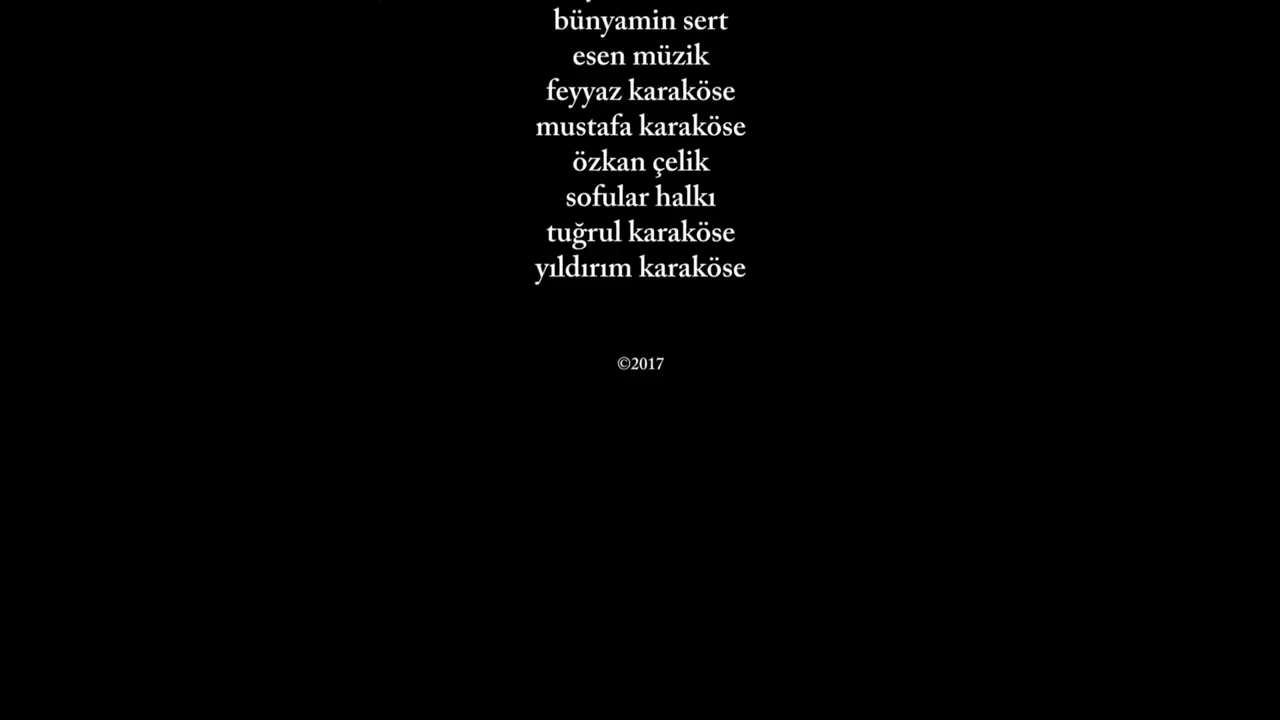 bünyamin sert
esen müzik
feyyaz karaköse
mustafa karaköse
özkan çelik
sofular halkı
tuğrul karaköse
yıldırım karaköse
©2017